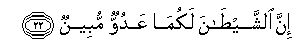 إِنَّ ٱلشَّيْطَـٰنَ لَكُمَا عَدُوٌّ مُّبِينٌ ﴿٢٢﴾